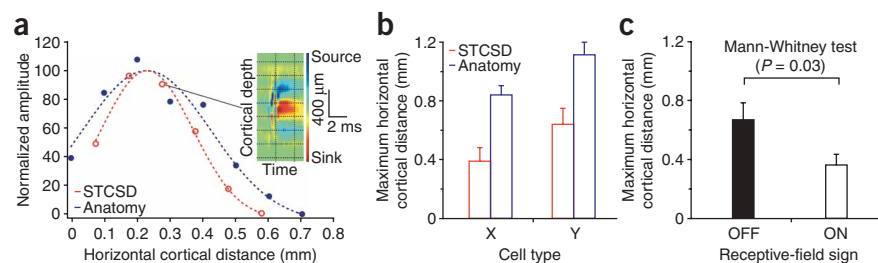 a
Normalized amplitude
120
100
80
60
40
20
0
0
0.1
0.2
0.3
0.4
0.5
0.6
0.7
0.8
Horizontal cortical distance (mm)
STCSD
Anatomy
Cortical depth
Time
Source
Sink
400 µm
2 ms
b
STCSD
Anatomy
Maximum horizontal
cortical distance (mm)
1.2
0.8
0.4
0
X
Y
Cell type
c
Mann-Whitney test
(P = 0.03)
Maximum horizontal
cortical distance (mm)
1.2
0.8
0.4
0
OFF
ON
Receptive-field sign